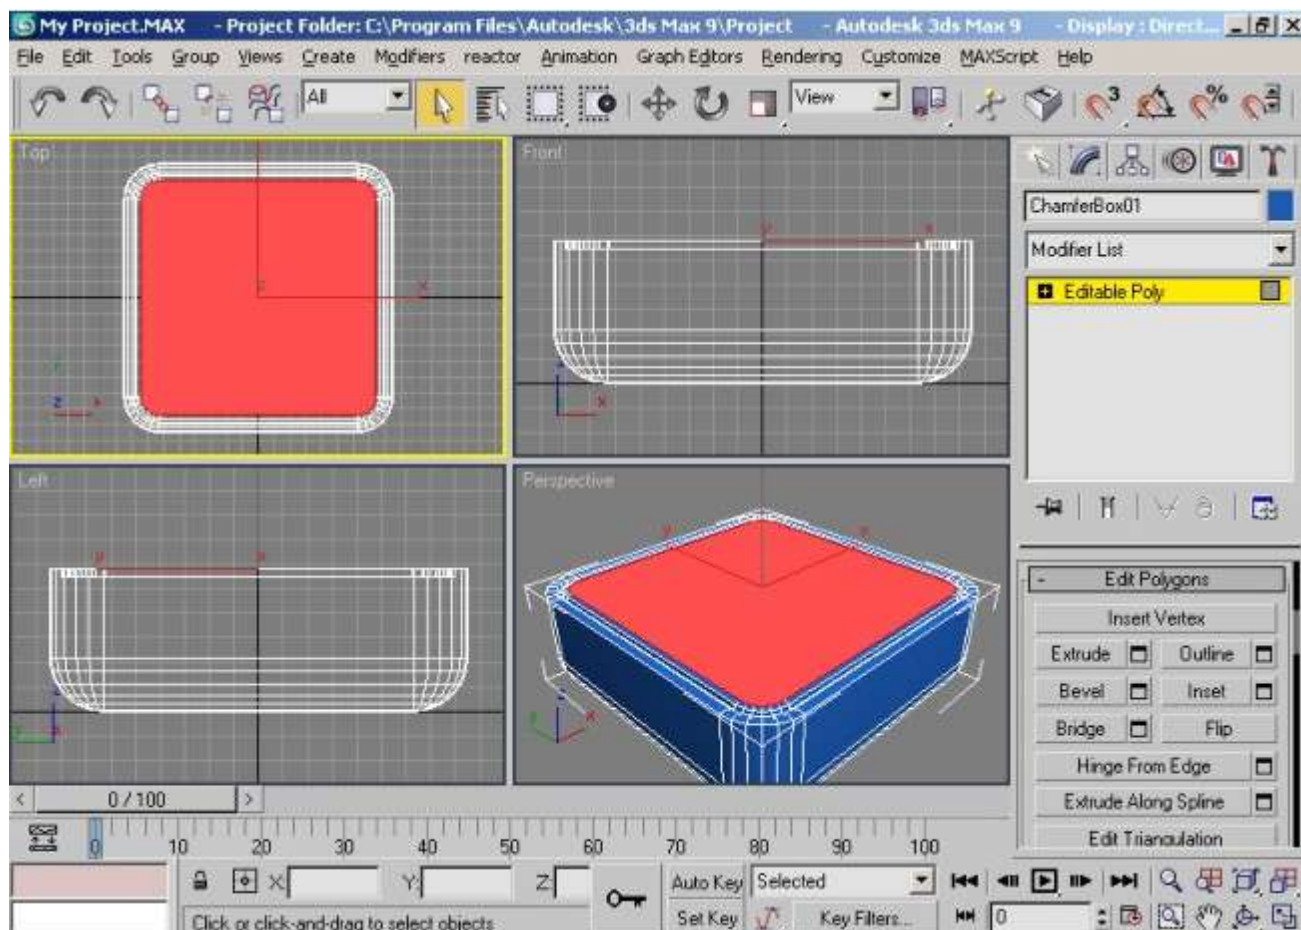 My Project.MAX - Project Folder: C:\Program Files\Autodesk\3ds Max 9\Project - Autodesk 3ds Max 9 - Display : Direct...
File Edit Tools Group Views Create Modifiers reactor Animation Graph Editors Rendering Customize MAXScript Help
All View 3 %
Top Front
ChamferBox01
Modifier List
Editable Poly
Left Perspective
- Edit Polygons
Insert Vertex
Extrude Outline
Bevel Inset
Bridge Flip
Hinge From Edge
Extrude Along Spline
Edit Triangulation
< 0 / 100 >
0 10 20 30 40 50 60 70 80 90 100
X: Y: Z: Auto Key Selected
Click or click-and-drag to select objects Set Key Key Filters... 0